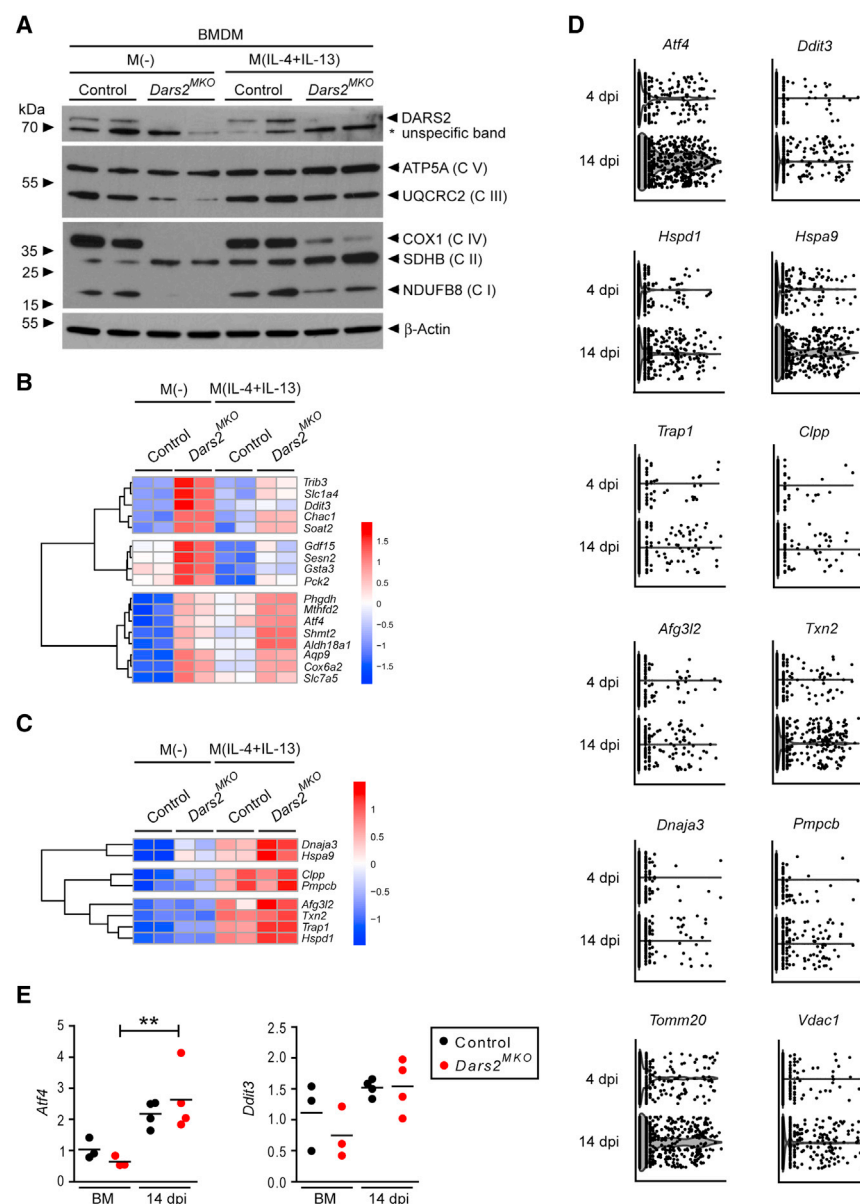 A
BMDM
M(-)
M(IL-4+IL-13)
Control
Dars2MKO
Control
Dars2MKO
kDa
70
DARS2
* unspecific band
55
ATP5A (C V)
UQCRC2 (C III)
35
25
15
COX1 (C IV)
SDHB (C II)
NDUFB8 (C I)
55
β-Actin
B
M(-)
M(IL-4+IL-13)
Control
Dars2MKO
Control
Dars2MKO
Trib3
Slc1a4
Ddit3
Chac1
Soat2
Gdf15
Sesn2
Gsta3
Pck2
Phgdh
Mthfd2
Atf4
Shmt2
Aldh18a1
Aqp9
Cox6a2
Slc7a5
1.5
1
0.5
0
−0.5
−1
−1.5
C
M(-)
M(IL-4+IL-13)
Control
Dars2MKO
Control
Dars2MKO
Dnaja3
Hspa9
Clpp
Pmpcb
Afg3l2
Txn2
Trap1
Hspd1
1
0.5
0
−0.5
−1
D
Atf4
Ddit3
4 dpi
14 dpi
Hspd1
Hspa9
4 dpi
14 dpi
Trap1
Clpp
4 dpi
14 dpi
Afg3l2
Txn2
4 dpi
14 dpi
Dnaja3
Pmpcb
4 dpi
14 dpi
Tomm20
Vdac1
4 dpi
14 dpi
E
Atf4
5
4
3
2
1
0
**
BM
14 dpi
Ddit3
2.5
2.0
1.5
1.0
0.5
0.0
BM
14 dpi
Control
Dars2MKO